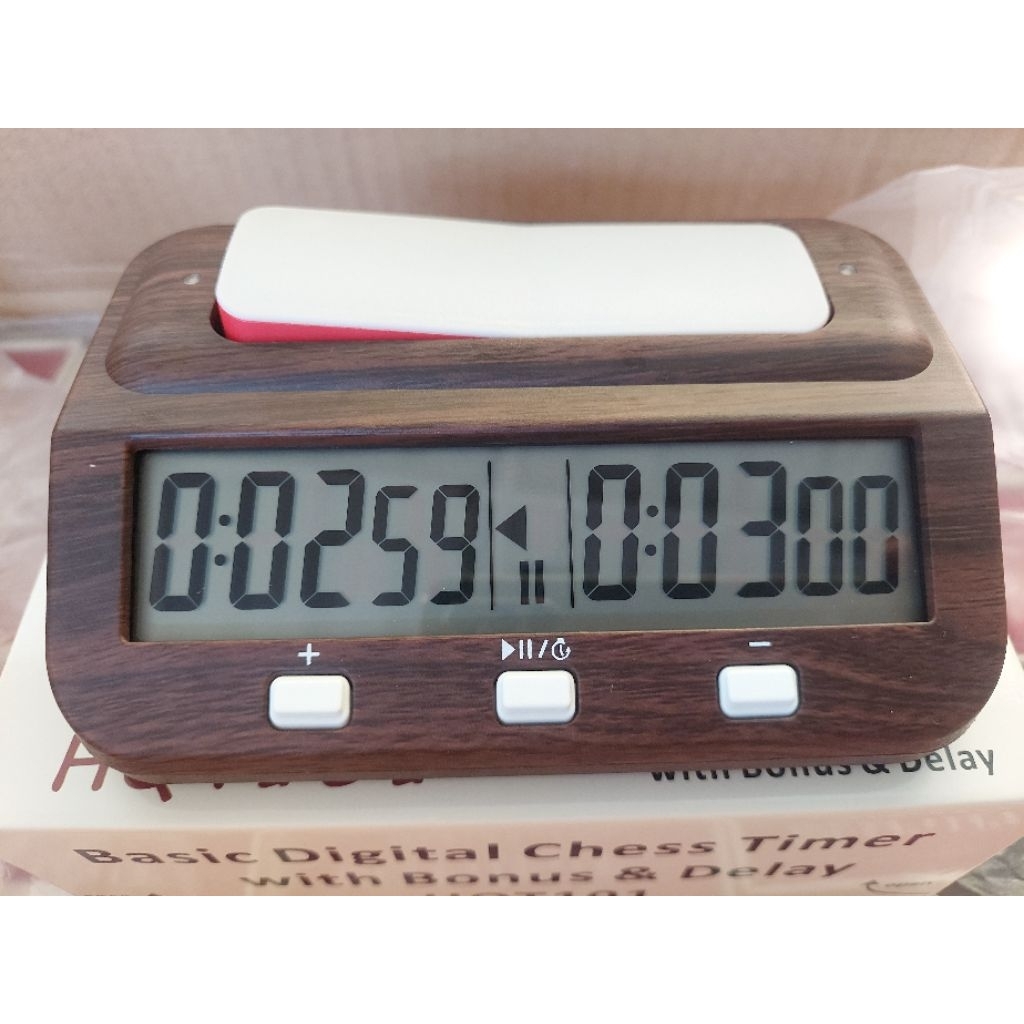 0:02 59 0:03 00
+ / -
with Bonus & Delay
Basic Digital Chess Timer
with Bonus & Delay